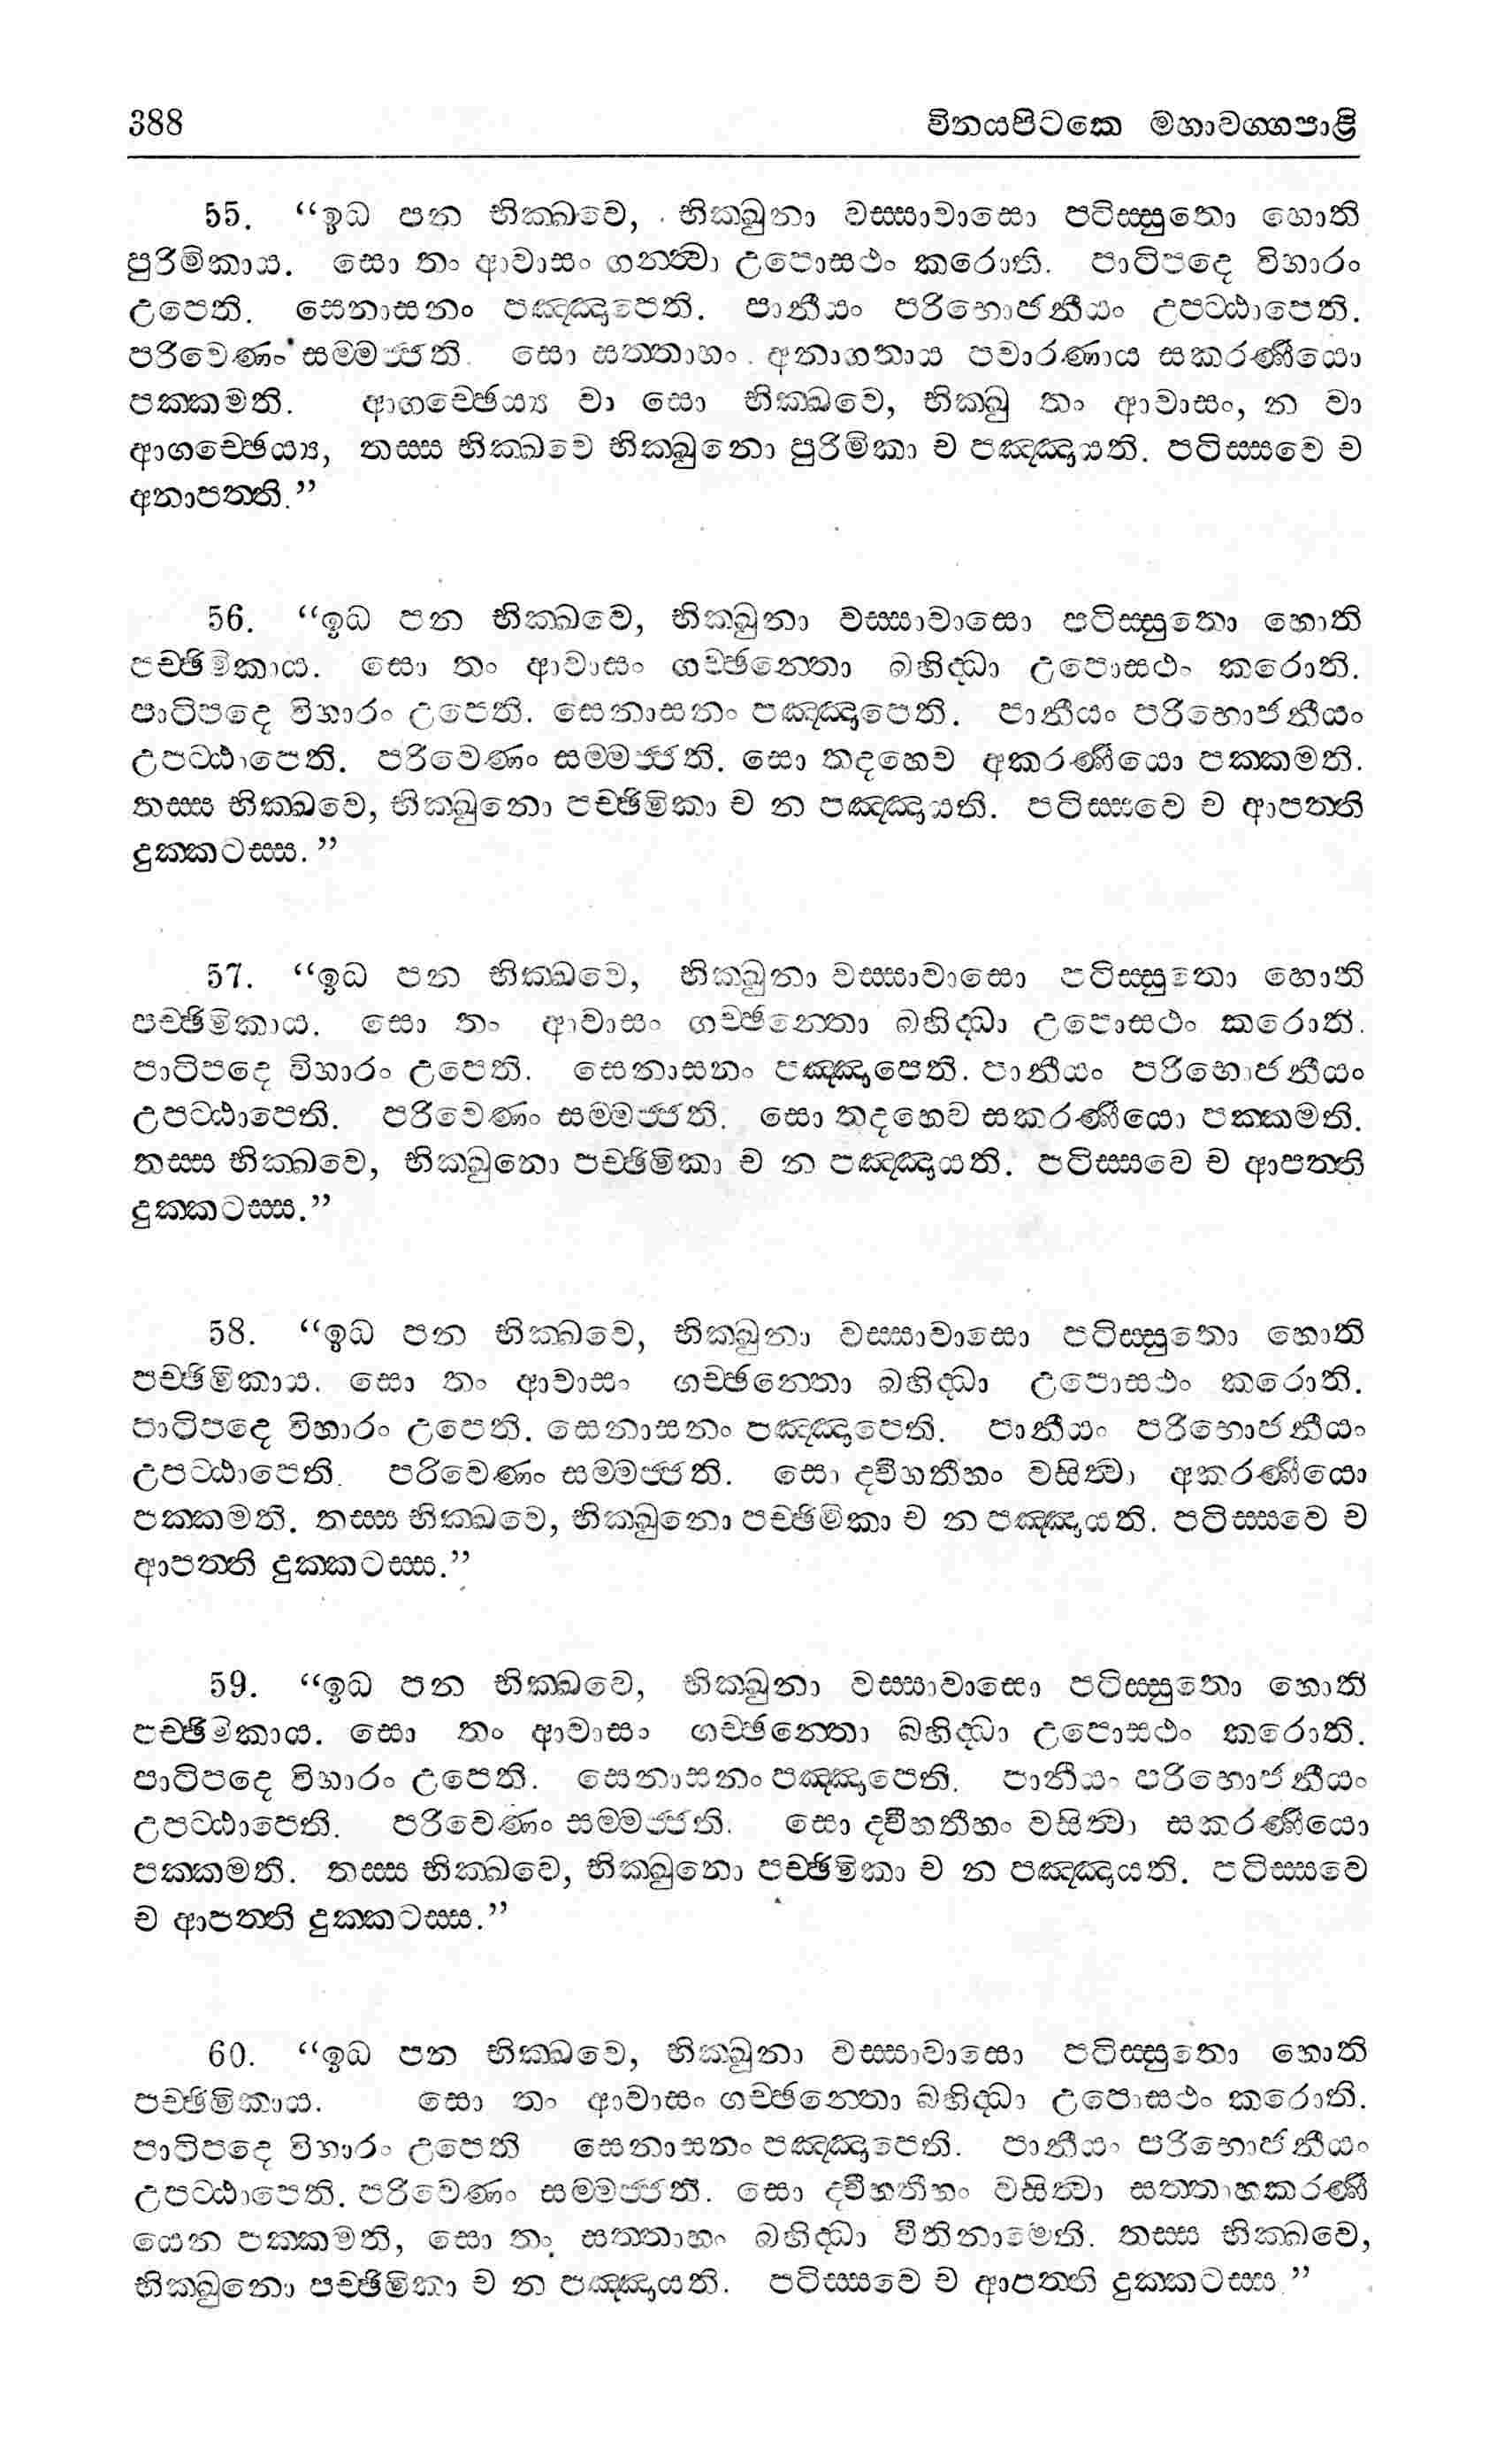 388 විනයපිටකෙ මහාවග්ගපාළි
55. “ඉධ පන භික්ඛවෙ, භික්ඛුනා වස්සාවාසො පටිස්සුතො හොති
පුරිමිකාය. සො තං ආවාසං ගන්ත්වා උපොසථං කරොති. පාටිපදෙ විහාරං
උපෙති. සෙනාසනං පඤ්ඤාපෙති. පානීයං පරිභොජනීයං උපට්ඨාපෙති.
පරිවෙණං සම්මජ්ජති. සො සත්තාහං අනාගතාය පවාරණාය සකරණීයො
පක්කමති. ආගච්ඡෙය්‍ය වා සො භික්ඛවෙ, භික්ඛු තං ආවාසං, න වා
ආගච්ඡෙය්‍ය, තස්ස භික්ඛවෙ භික්ඛුනො පුරිමිකා ච පඤ්ඤායති. පටිස්සවෙ ච
අනාපත්ති.”
56. “ඉධ පන භික්ඛවෙ, භික්ඛුනා වස්සාවාසො පටිස්සුතො හොති
පච්ඡිමිකාය. සො තං ආවාසං ගච්ඡන්තො බහිද්ධා උපොසථං කරොති.
පාටිපදෙ විහාරං උපෙති. සෙනාසනං පඤ්ඤාපෙති. පානීයං පරිභොජනීයං
උපට්ඨාපෙති. පරිවෙණං සම්මජ්ජති. සො තදහෙව අකරණීයො පක්කමති.
තස්ස භික්ඛවෙ, භික්ඛුනො පච්ඡිමිකා ච න පඤ්ඤායති. පටිස්සවෙ ච ආපත්ති
දුක්කටස්ස.”
57. “ඉධ පන භික්ඛවෙ, භික්ඛුනා වස්සාවාසො පටිස්සුතො හොති
පච්ඡිමිකාය. සො තං ආවාසං ගච්ඡන්තො බහිද්ධා උපොසථං කරොති.
පාටිපදෙ විහාරං උපෙති. සෙනාසනං පඤ්ඤාපෙති. පානීයං පරිභොජනීයං
උපට්ඨාපෙති. පරිවෙණං සම්මජ්ජති. සො තදහෙව සකරණීයො පක්කමති.
තස්ස භික්ඛවෙ, භික්ඛුනො පච්ඡිමිකා ච න පඤ්ඤායති. පටිස්සවෙ ච ආපත්ති
දුක්කටස්ස.”
58. “ඉධ පන භික්ඛවෙ, භික්ඛුනා වස්සාවාසො පටිස්සුතො හොති
පච්ඡිමිකාය. සො තං ආවාසං ගච්ඡන්තො බහිද්ධා උපොසථං කරොති.
පාටිපදෙ විහාරං උපෙති. සෙනාසනං පඤ්ඤාපෙති. පානීයං පරිභොජනීයං
උපට්ඨාපෙති. පරිවෙණං සම්මජ්ජති. සො ද්වීහතීහං වසිත්වා අකරණීයො
පක්කමති. තස්ස භික්ඛවෙ, භික්ඛුනො පච්ඡිමිකා ච න පඤ්ඤායති. පටිස්සවෙ ච
ආපත්ති දුක්කටස්ස.”
59. “ඉධ පන භික්ඛවෙ, භික්ඛුනා වස්සාවාසො පටිස්සුතො හොති
පච්ඡිමිකාය. සො තං ආවාසං ගච්ඡන්තො බහිද්ධා උපොසථං කරොති.
පාටිපදෙ විහාරං උපෙති. සෙනාසනං පඤ්ඤාපෙති. පානීයං පරිභොජනීයං
උපට්ඨාපෙති. පරිවෙණං සම්මජ්ජති. සො ද්වීහතීහං වසිත්වා සකරණීයො
පක්කමති. තස්ස භික්ඛවෙ, භික්ඛුනො පච්ඡිමිකා ච න පඤ්ඤායති. පටිස්සවෙ
ච ආපත්ති දුක්කටස්ස.”
60. “ඉධ පන භික්ඛවෙ, භික්ඛුනා වස්සාවාසො පටිස්සුතො හොති
පච්ඡිමිකාය. සො තං ආවාසං ගච්ඡන්තො බහිද්ධා උපොසථං කරොති.
පාටිපදෙ විහාරං උපෙති සෙනාසනං පඤ්ඤාපෙති. පානීයං පරිභොජනීයං
උපට්ඨාපෙති. පරිවෙණං සම්මජ්ජති. සො ද්වීහතීහං වසිත්වා සත්තාහකරණී
යෙන පක්කමති, සො තං සත්තාහං බහිද්ධා වීතිනාමෙති. තස්ස භික්ඛවෙ,
භික්ඛුනො පච්ඡිමිකා ච න පඤ්ඤායති. පටිස්සවෙ ච ආපත්ති දුක්කටස්ස.”